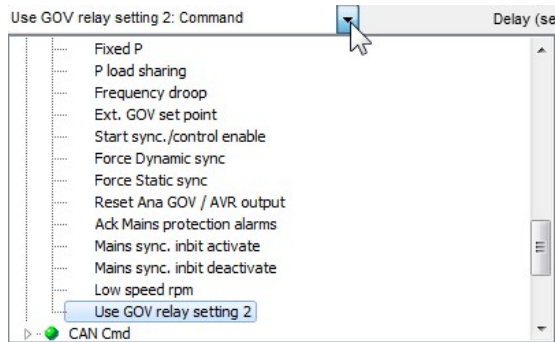 Use GOV relay setting 2: Command Delay (se
Fixed P
P load sharing
Frequency droop
Ext. GOV set point
Start sync./control enable
Force Dynamic sync
Force Static sync
Reset Ana GOV / AVR output
Ack Mains protection alarms
Mains sync. inbit activate
Mains sync. inbit deactivate
Low speed rpm
Use GOV relay setting 2
CAN Cmd